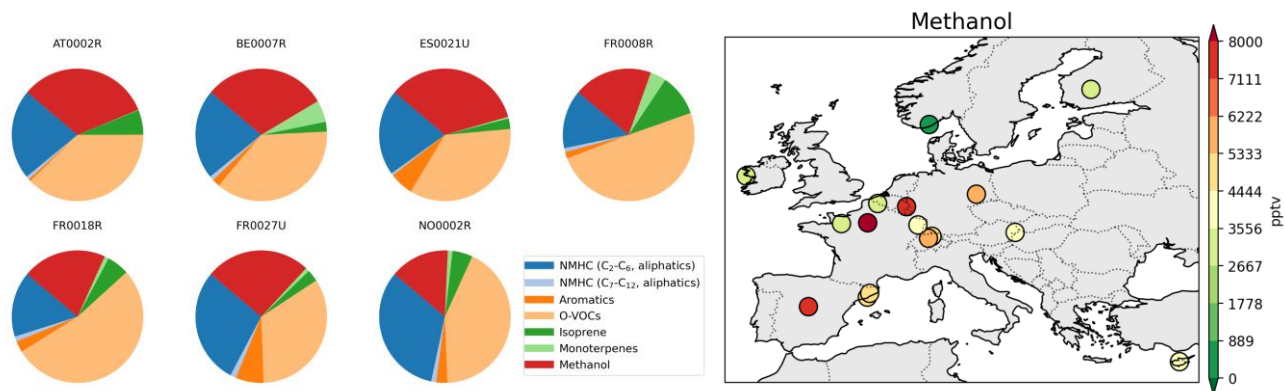 AT0002R
BE0007R
ES0021U
FR0008R
FR0018R
FR0027U
NO0002R
NMHC (C₂-C₆, aliphatics)
NMHC (C₇-C₁₂, aliphatics)
Aromatics
O-VOCs
Isoprene
Monoterpenes
Methanol
Methanol
8000
7111
6222
5333
4444
3556
2667
1778
889
0
pptv